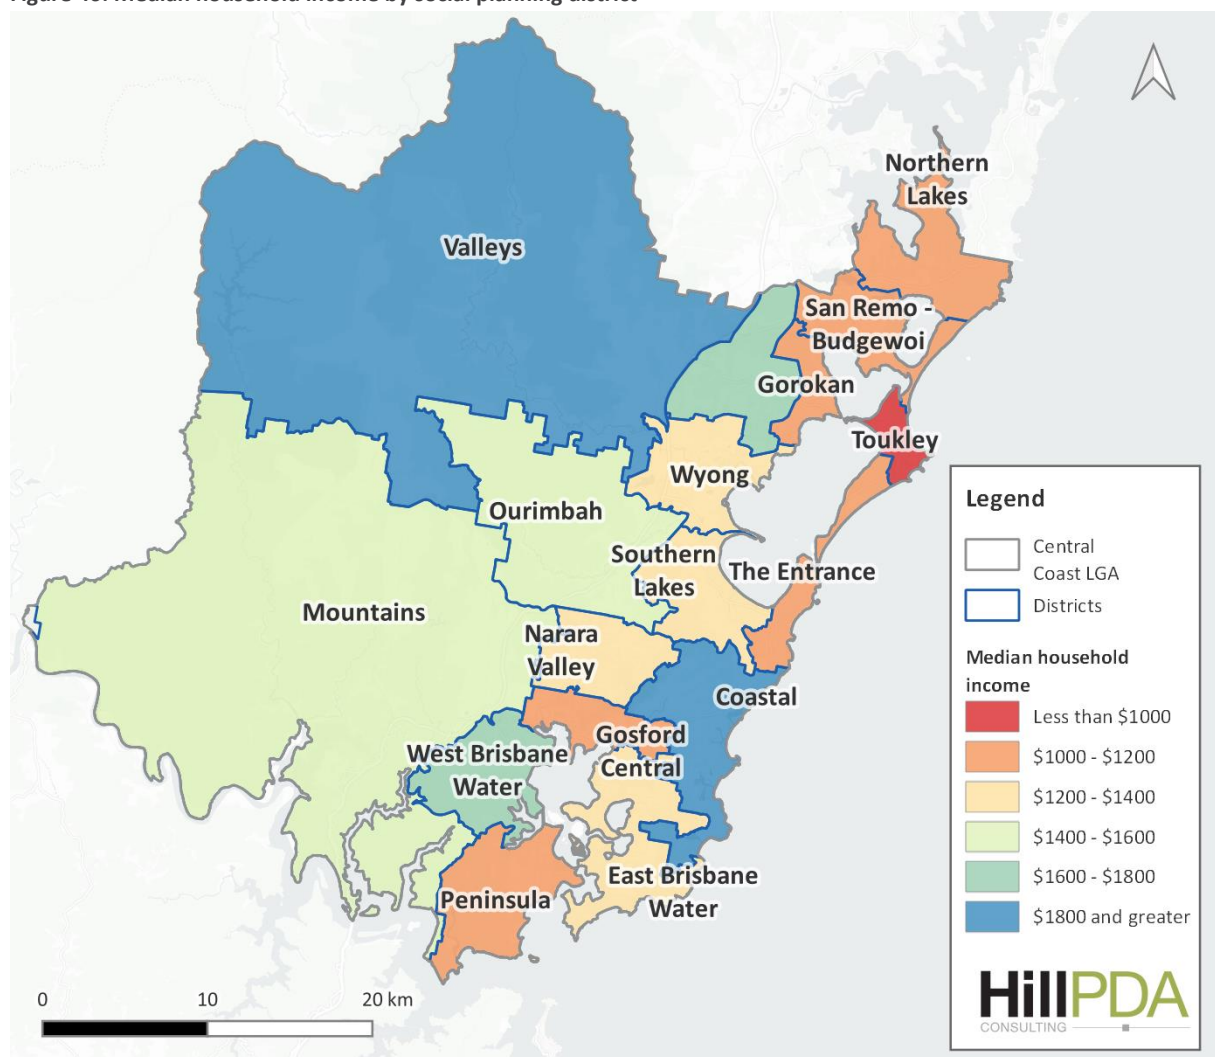 Figure 40: Median household income by social planning district
Northern
Lakes
Valleys
San Remo -
Budgewoi
Gorokan
Toukley
Wyong
Ourimbah
Southern
Lakes
The Entrance
Mountains
Narara
Valley
Coastal
Gosford
Central
West Brisbane
Water
East Brisbane
Water
Peninsula
Legend
Central
Coast LGA
Districts
Median household
income
Less than $1000
$1000 - $1200
$1200 - $1400
$1400 - $1600
$1600 - $1800
$1800 and greater
HillPDA
CONSULTING
0 10 20 km